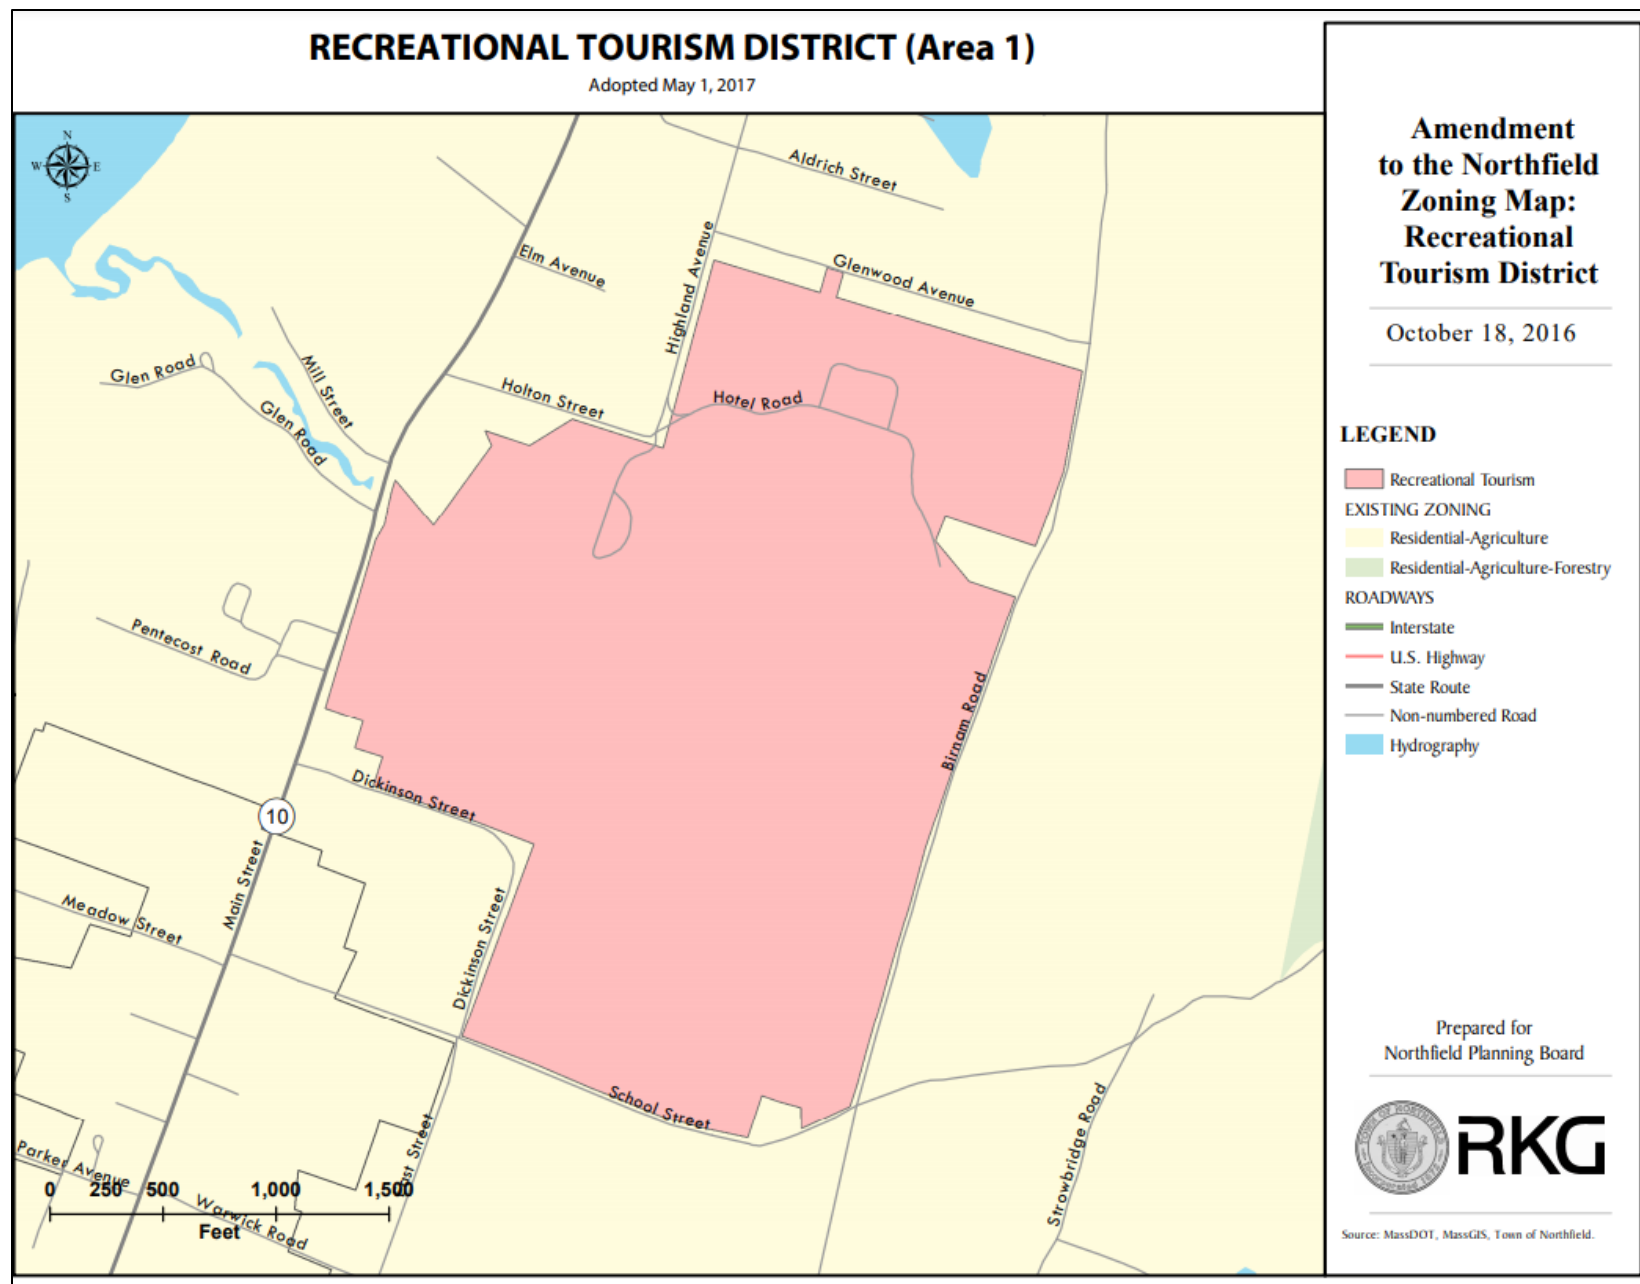 RECREATIONAL TOURISM DISTRICT (Area 1)
Adopted May 1, 2017
N
W
E
S
Aldrich Street
Elm Avenue
Highland Avenue
Glenwood Avenue
Glen Road
Mill Street
Glen Road
Holton Street
Hotel Road
Pentecost Road
Birnam Road
Dickinson Street
10
Main Street
Meadow Street
Dickinson Street
School Street
Strowbridge Road
Parker Avenue
Warwick Road
Street
0 250 500 1,000 1,500
Feet
Amendment
to the Northfield
Zoning Map:
Recreational
Tourism District
October 18, 2016
LEGEND
Recreational Tourism
EXISTING ZONING
Residential-Agriculture
Residential-Agriculture-Forestry
ROADWAYS
Interstate
U.S. Highway
State Route
Non-numbered Road
Hydrography
Prepared for
Northfield Planning Board
TOWN OF NORTHFIELD
RKG
Source: MassDOT, MassGIS, Town of Northfield.